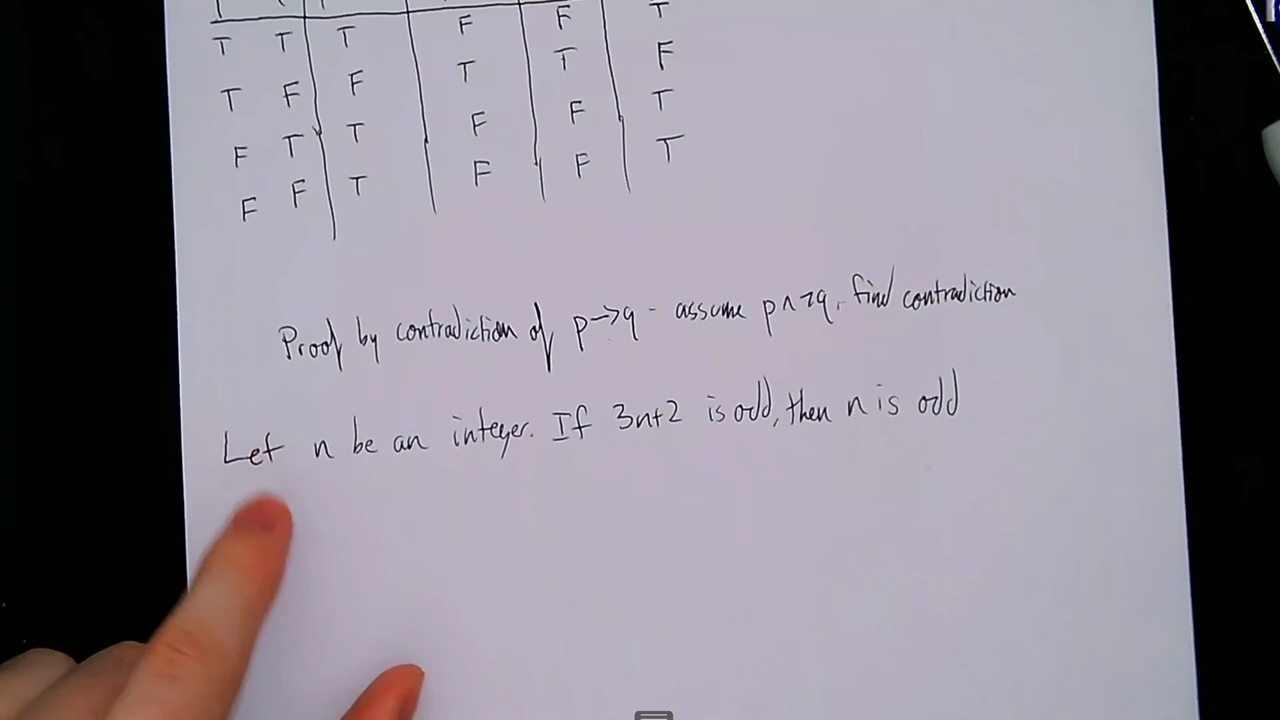 T T T F F T
T F F T T F
F T T F F T
F F T F F T
Proof by contradiction of p→q - assume p∧¬q, find contradiction
Let n be an integer. If 3n+2 is odd, then n is odd